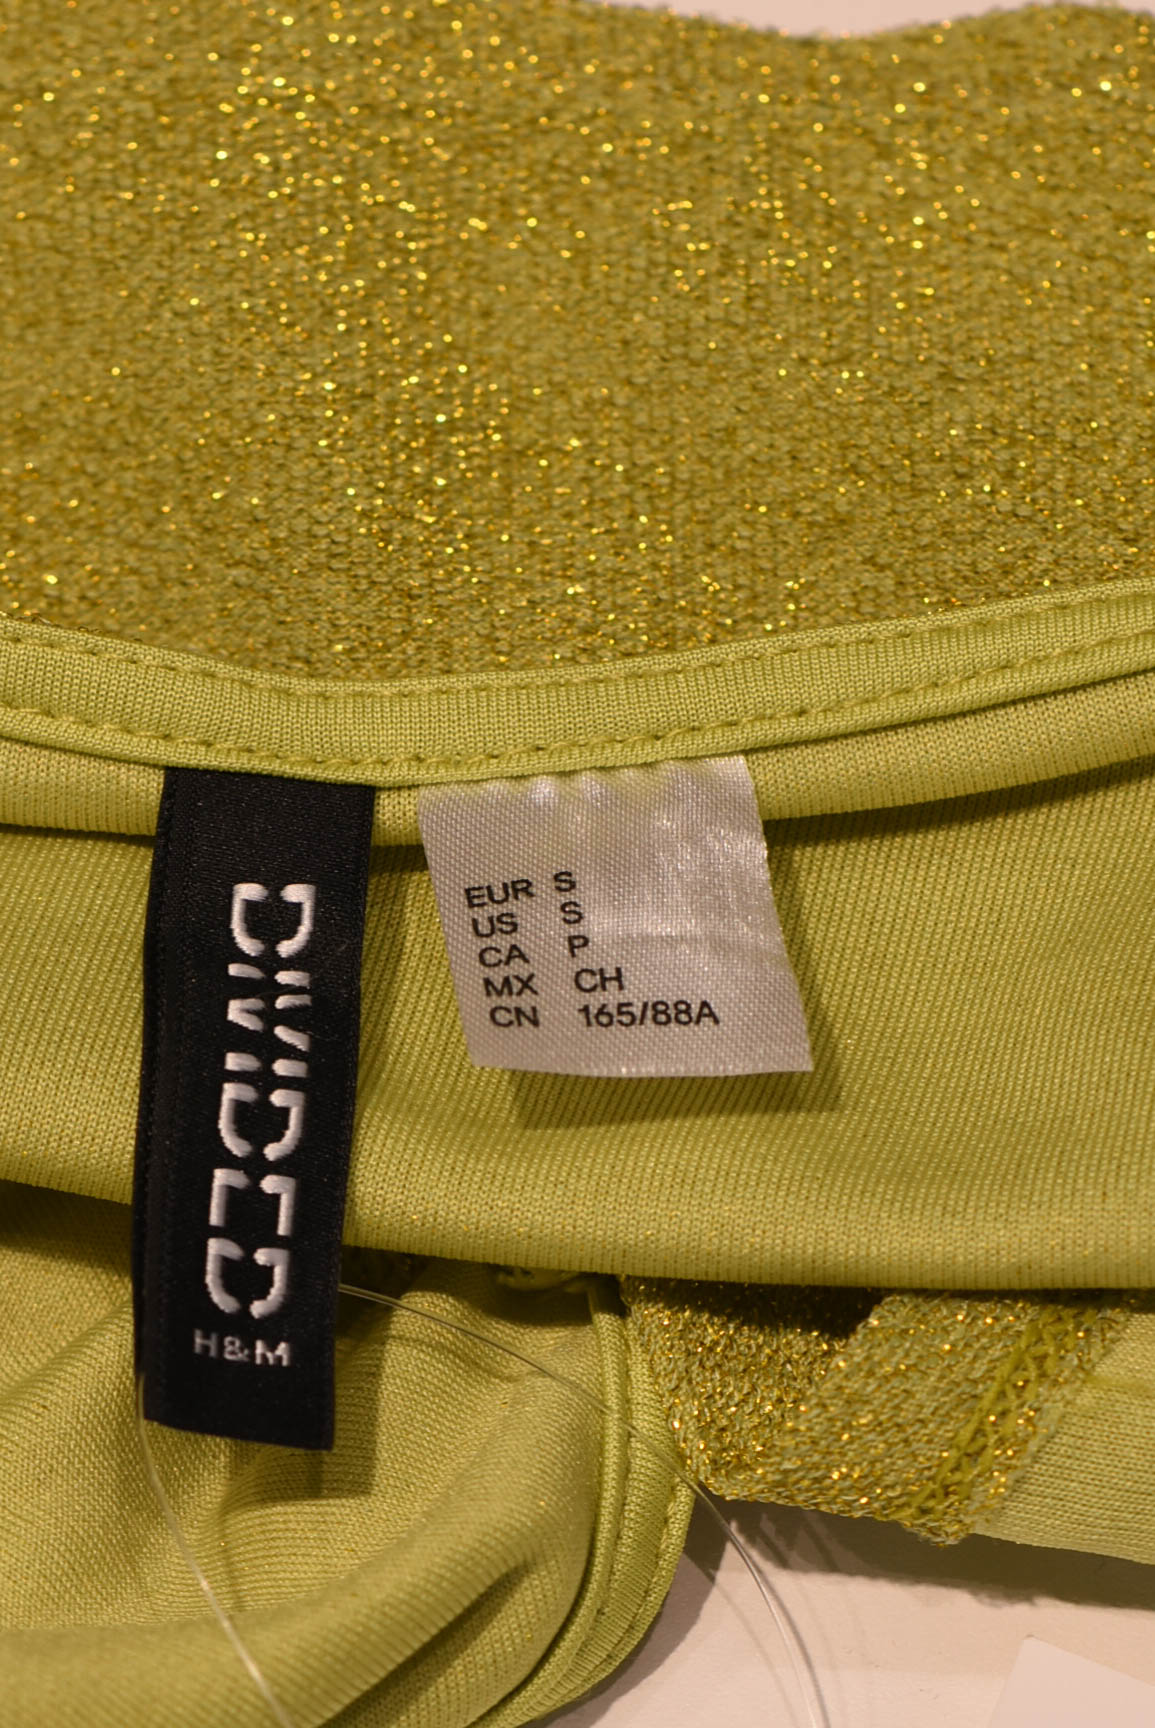 DIVIDED
H&M
EUR S
US S
CA P
MX CH
CN 165/88A